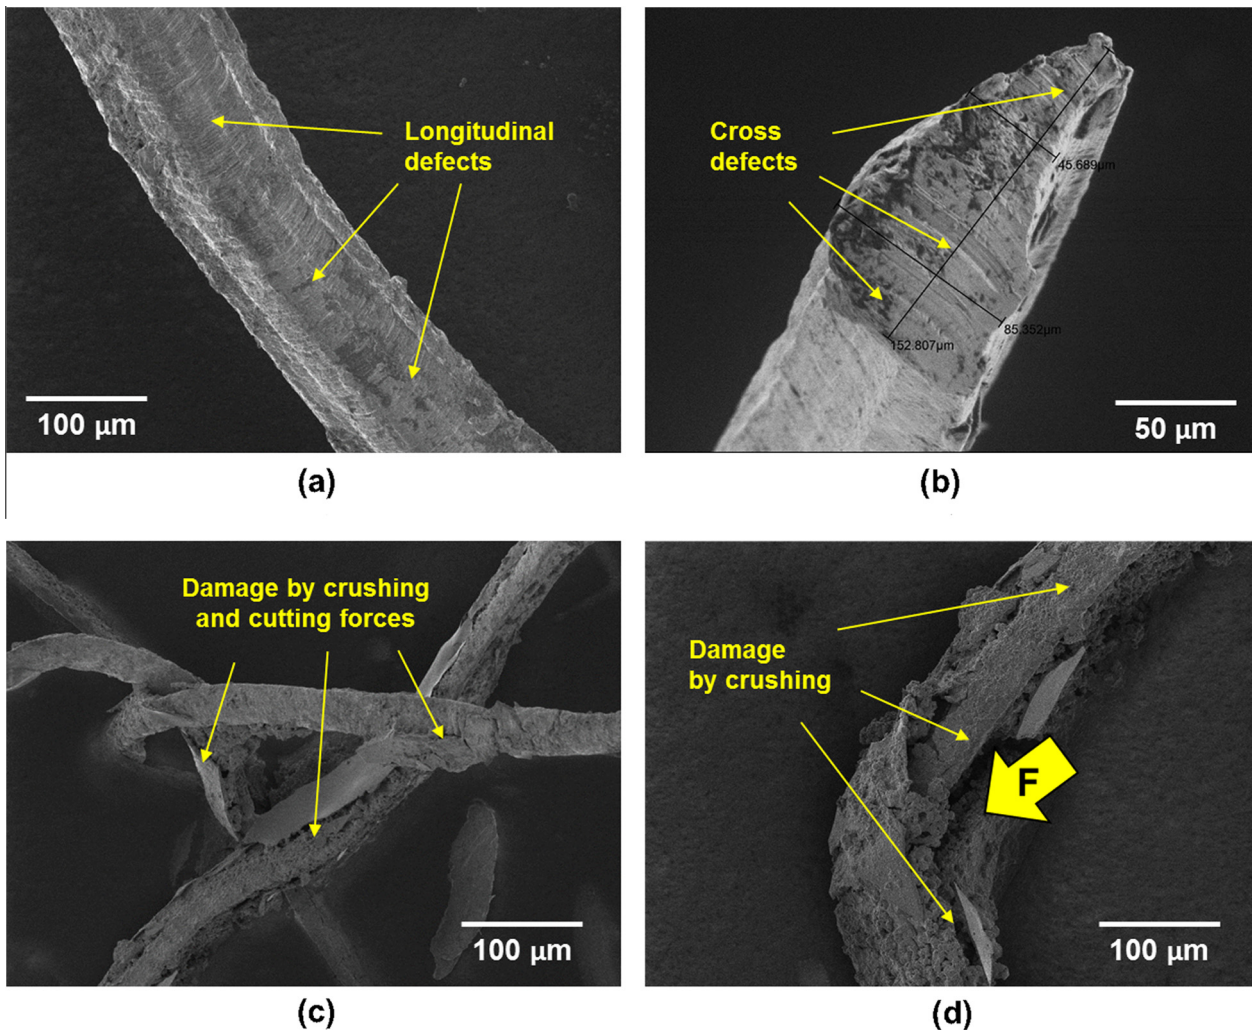 Longitudinal
defects
100 µm
(a)
Cross
defects
45.689µm
85.352µm
152.807µm
50 µm
(b)
Damage by crushing
and cutting forces
100 µm
(c)
Damage
by crushing
F
100 µm
(d)